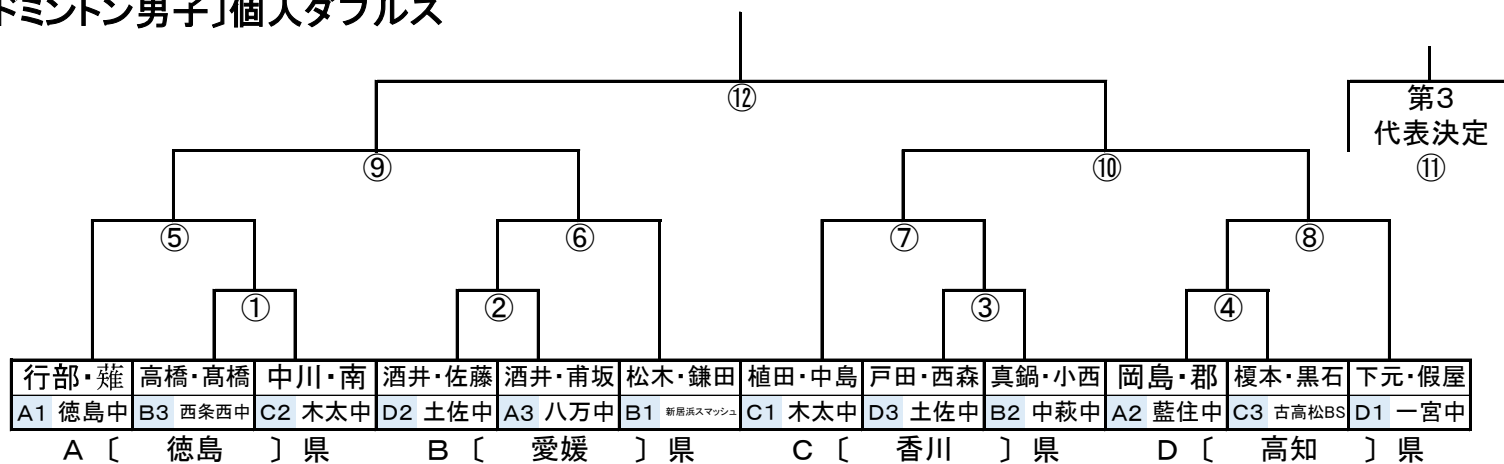 ドミントン男子」個人ダブルス
⑫
第3
代表決定
⑪
⑨ ⑩
⑤ ⑥ ⑦ ⑧
① ② ③ ④
行部・薙 高橋・髙橋 中川・南 酒井・佐藤 酒井・甫坂 松木・鎌田 植田・中島 戸田・西森 真鍋・小西 岡島・郡 榎本・黒石 下元・假屋
A1 徳島中 B3 西条西中 C2 木太中 D2 土佐中 A3 八万中 B1 新居浜スマッシュ C1 木太中 D3 土佐中 B2 中萩中 A2 藍住中 C3 古高松BS D1 一宮中
A 〔 徳島 〕県 B 〔 愛媛 〕県 C 〔 香川 〕県 D 〔 高知 〕県